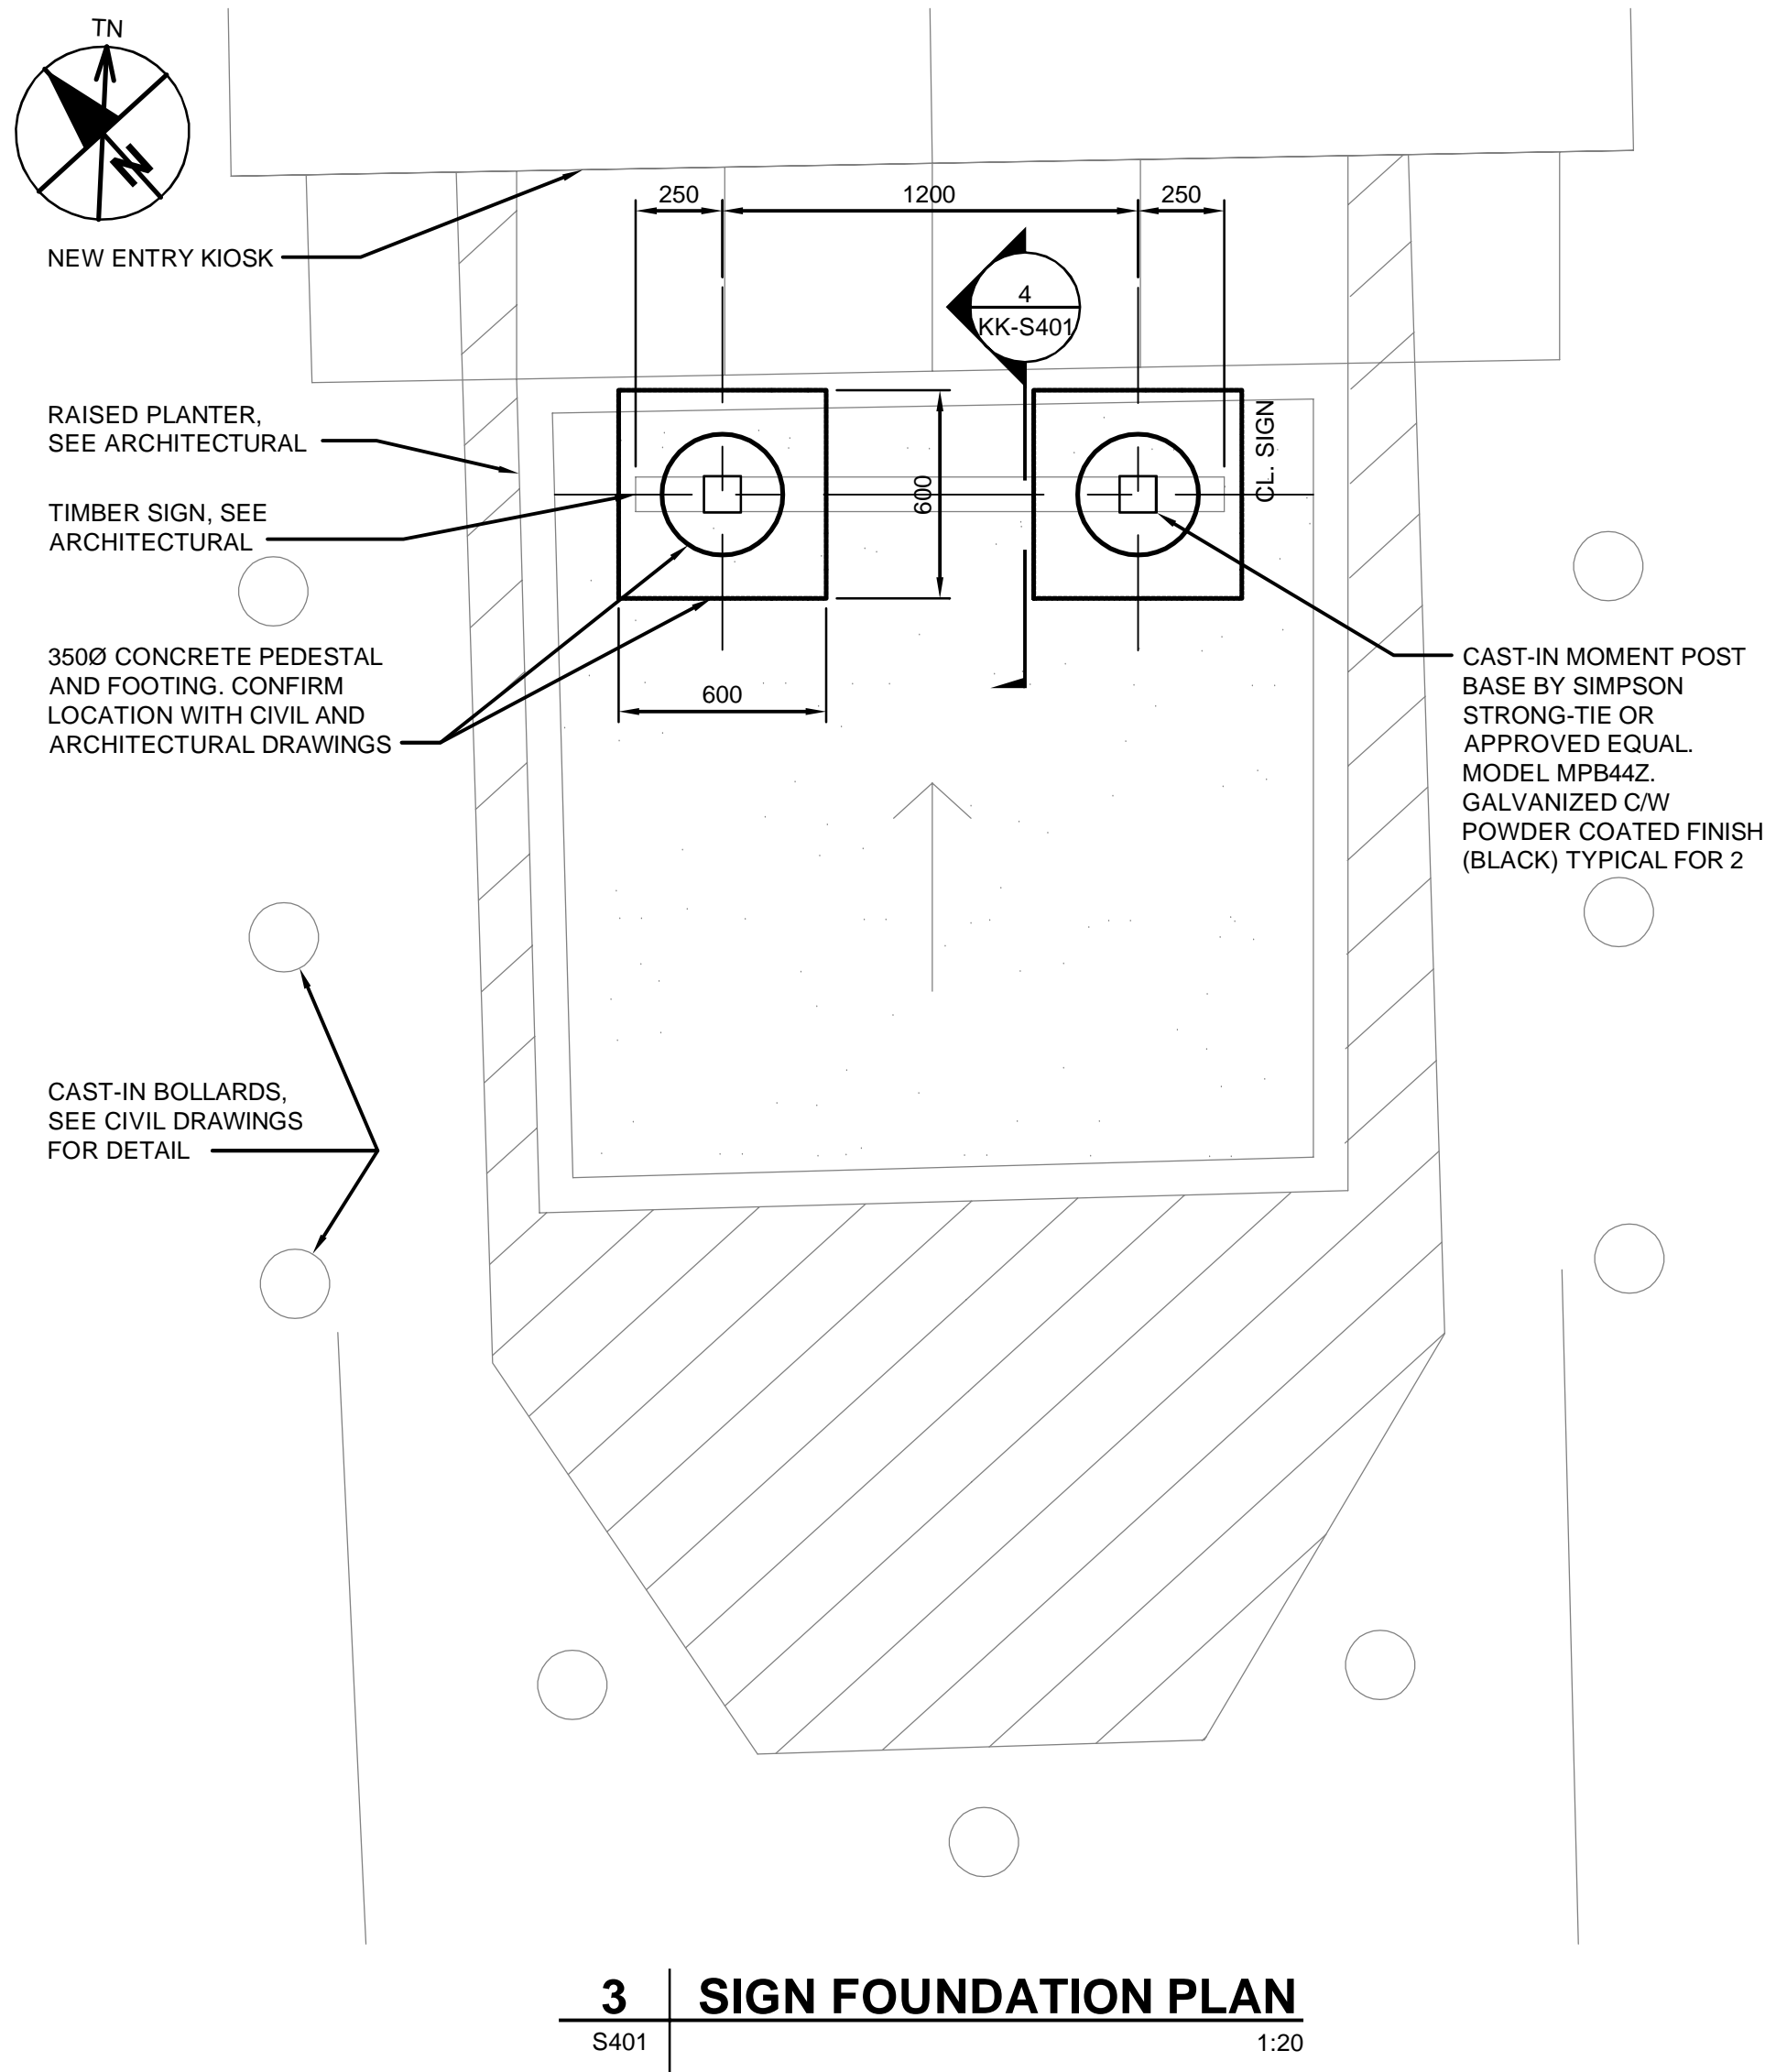 TN
N
250
1200
250
NEW ENTRY KIOSK
4
KK-S401
RAISED PLANTER,
SEE ARCHITECTURAL
CL. SIGN
TIMBER SIGN, SEE
ARCHITECTURAL
600
350Ø CONCRETE PEDESTAL
AND FOOTING. CONFIRM
LOCATION WITH CIVIL AND
ARCHITECTURAL DRAWINGS
600
CAST-IN MOMENT POST
BASE BY SIMPSON
STRONG-TIE OR
APPROVED EQUAL.
MODEL MPB44Z.
GALVANIZED C/W
POWDER COATED FINISH
(BLACK) TYPICAL FOR 2
CAST-IN BOLLARDS,
SEE CIVIL DRAWINGS
FOR DETAIL
3
SIGN FOUNDATION PLAN
S401
1:20